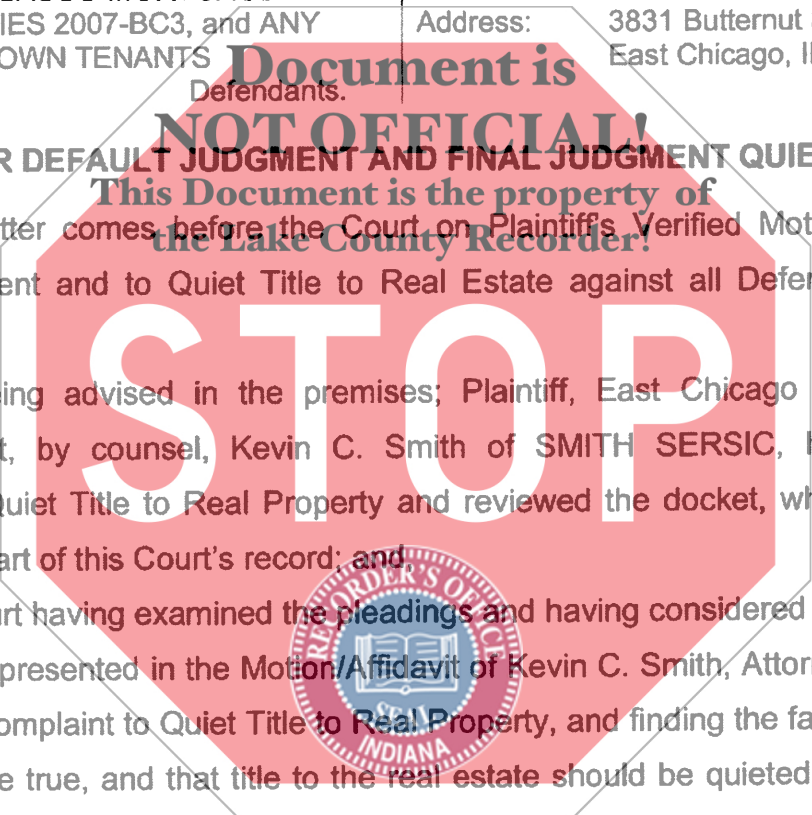 IES 2007-BC3, and ANY Address: 3831 Butternut
OWN TENANTS East Chicago, I
Document is
Defendants.
NOT OFFICIAL!
R DEFAULT JUDGMENT AND FINAL JUDGMENT QUIE
This Document is the property of
tter comes before the Court on Plaintiff's Verified Mot
the Lake County Recorder!
ent and to Quiet Title to Real Estate against all Defer
STOP
ing advised in the premises; Plaintiff, East Chicago
t, by counsel, Kevin C. Smith of SMITH SERSIC,
Quiet Title to Real Property and reviewed the docket, wh
art of this Court's record; and,
rt having examined the pleadings and having considered
presented in the Motion/Affidavit of Kevin C. Smith, Attor
omplaint to Quiet Title to Real Property, and finding the fa
e true, and that title to the real estate should be quieted
RECORDER'S OFFICE
SEAL
INDIANA